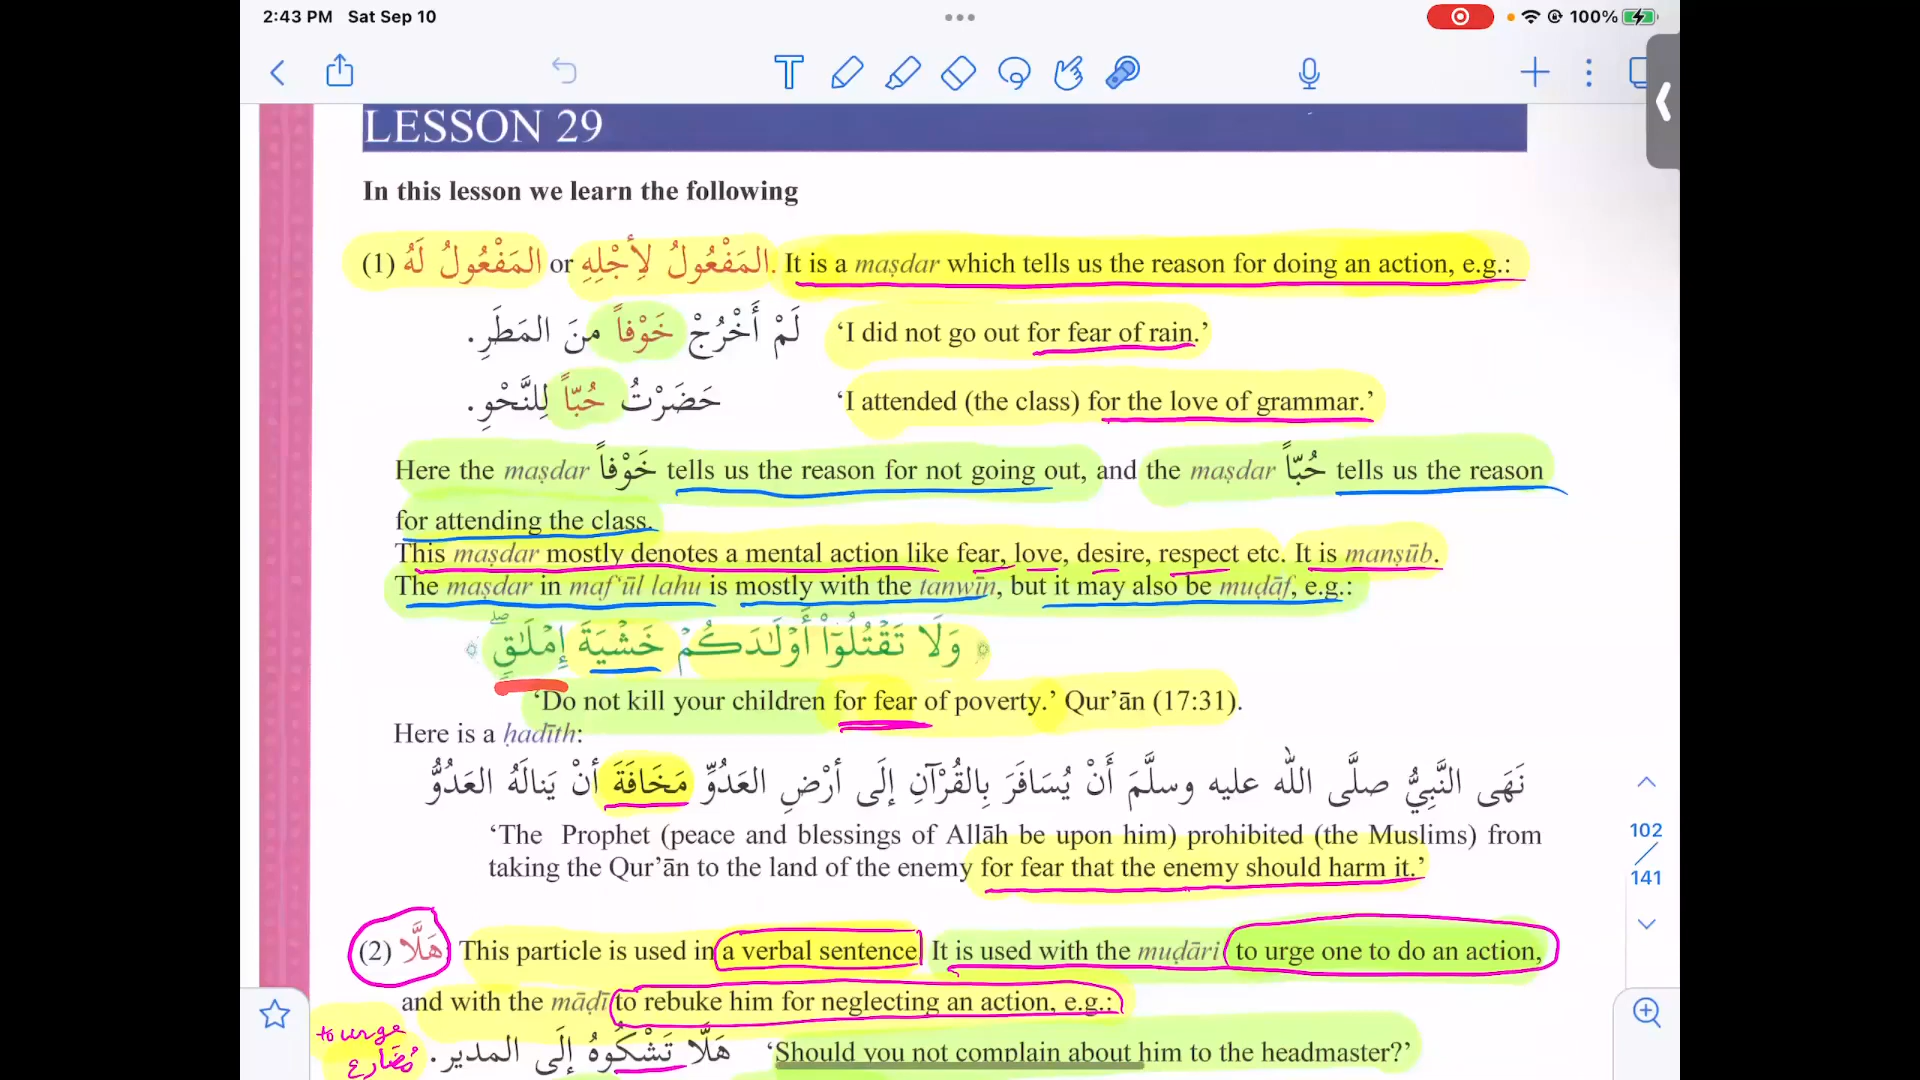 2:43 PM Sat Sep 10
100%
LESSON 29
In this lesson we learn the following
(1) المَفْعُولُ لَهُ or المَفْعُولُ لِأَجْلِهِ. It is a maṣdar which tells us the reason for doing an action, e.g.:
لَمْ أَخْرُجْ خَوْفاً منَ المَطَرِ. ‘I did not go out for fear of rain.’
حَضَرْتُ حُبّاً لِلنَّحْوِ. ‘I attended (the class) for the love of grammar.’
Here the maṣdar خَوْفاً tells us the reason for not going out, and the maṣdar حُبّاً tells us the reason
for attending the class.
This maṣdar mostly denotes a mental action like fear, love, desire, respect etc. It is manṣūb.
The maṣdar in maf‘ūl lahu is mostly with the tanwīn, but it may also be muḍāf, e.g.:
وَلَا تَقْتُلُوٓا۟ أَوْلَـٰدَكُمْ خَشْيَةَ إِمْلَـٰقٍۖ
‘Do not kill your children for fear of poverty.’ Qur’ān (17:31).
Here is a ḥadīth:
نَهَى النَّبِيُّ صلَّى الله عليه وسلَّمَ أَنْ يُسَافَرَ بِالقُرْآنِ إلَى أرْضِ العَدُوِّ مَخَافَةَ أنْ يَنالَهُ العَدُوُّ
‘The Prophet (peace and blessings of Allāh be upon him) prohibited (the Muslims) from
taking the Qur’ān to the land of the enemy for fear that the enemy should harm it.’
102
141
(2) هَلَّا This particle is used in a verbal sentence. It is used with the muḍāri to urge one to do an action,
and with the māḍī to rebuke him for neglecting an action, e.g.:
to urge
مُضَارِع
هَلَّا تَشْكُوهُ إلَى المدير. ‘Should you not complain about him to the headmaster?’